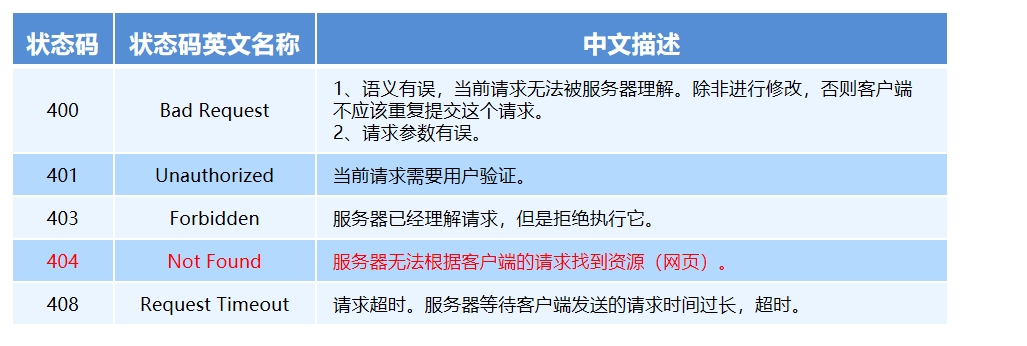 状态码 状态码英文名称 中文描述
400 Bad Request 1、语义有误，当前请求无法被服务器理解。除非进行修改，否则客户端
不应该重复提交这个请求。
2、请求参数有误。
401 Unauthorized 当前请求需要用户验证。
403 Forbidden 服务器已经理解请求，但是拒绝执行它。
404 Not Found 服务器无法根据客户端的请求找到资源（网页）。
408 Request Timeout 请求超时。服务器等待客户端发送的请求时间过长，超时。